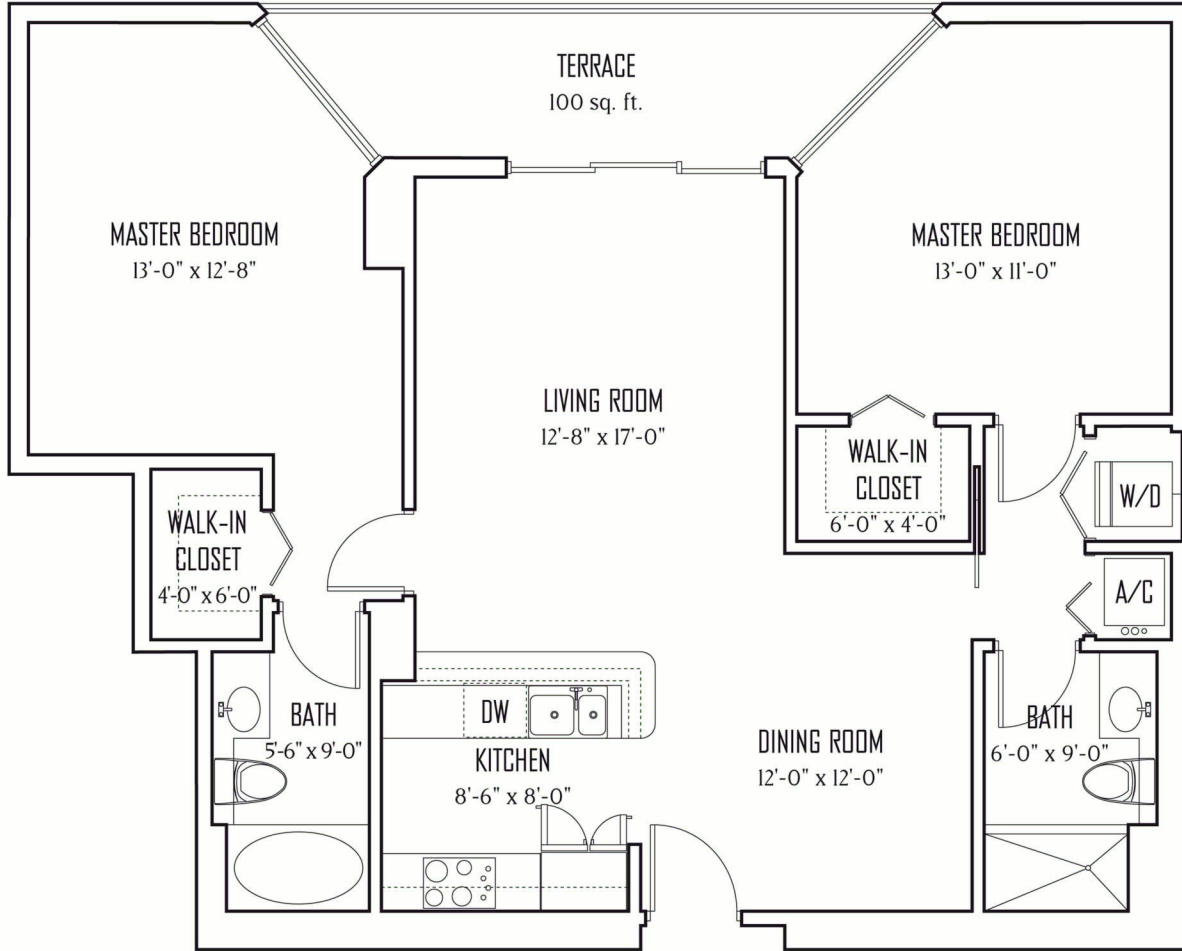 TERRACE
100 sq. ft.
MASTER BEDROOM
13'-0" x 12'-8"
MASTER BEDROOM
13'-0" x 11'-0"
LIVING ROOM
12'-8" x 17'-0"
WALK-IN
CLOSET
6'-0" x 4'-0"
W/D
WALK-IN
CLOSET
4'-0" x 6'-0"
A/C
BATH
5'-6" x 9'-0"
DW
KITCHEN
8'-6" x 8'-0"
DINING ROOM
12'-0" x 12'-0"
BATH
6'-0" x 9'-0"